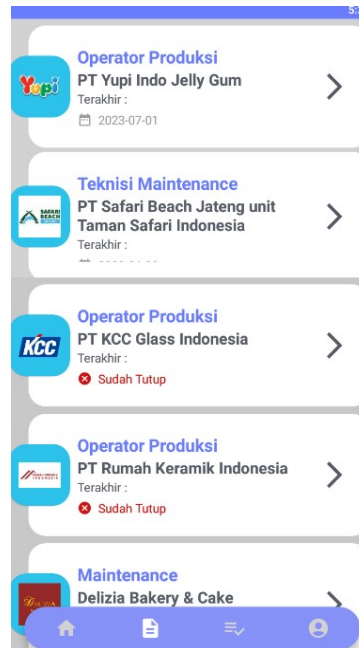 Operator Produksi
Yupi
PT Yupi Indo Jelly Gum
Terakhir :
2023-07-01
Teknisi Maintenance
SAFARI
BEACH
PT Safari Beach Jateng unit
Taman Safari Indonesia
Terakhir :
Operator Produksi
KCC
PT KCC Glass Indonesia
Terakhir :
Sudah Tutup
Operator Produksi
PT Rumah Keramik Indonesia
Terakhir :
Sudah Tutup
Maintenance
Delizia Bakery & Cake